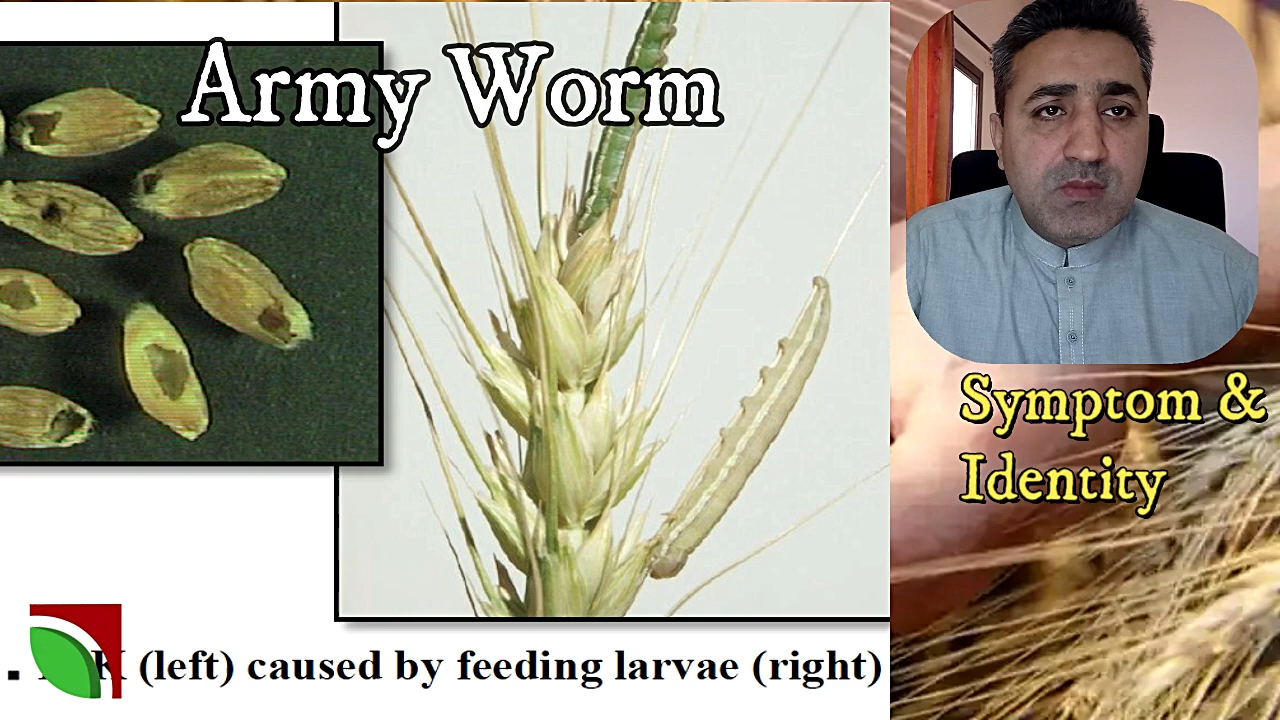 Army Worm
Symptom &
Identity
K (left) caused by feeding larvae (right)